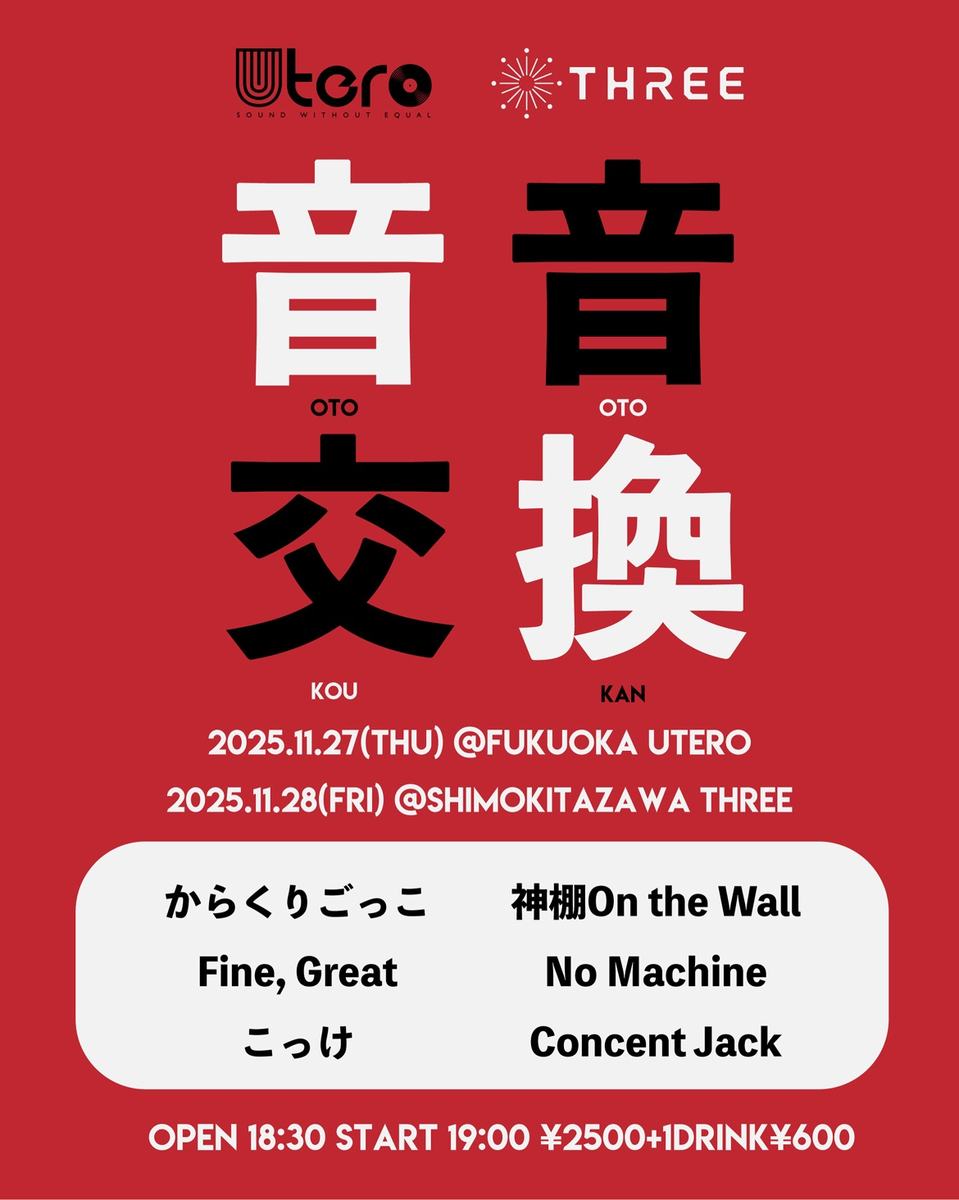 Utero THREE
SOUND WITHOUT EQUAL
音 音
OTO OTO
交 換
KOU KAN
2025.11.27(THU) @FUKUOKA UTERO
2025.11.28(FRI) @SHIMOKITAZAWA THREE
からくりごっこ 神棚On the Wall
Fine, Great No Machine
こっけ Concent Jack
OPEN 18:30 START 19:00 ¥2500+1DRINK¥600